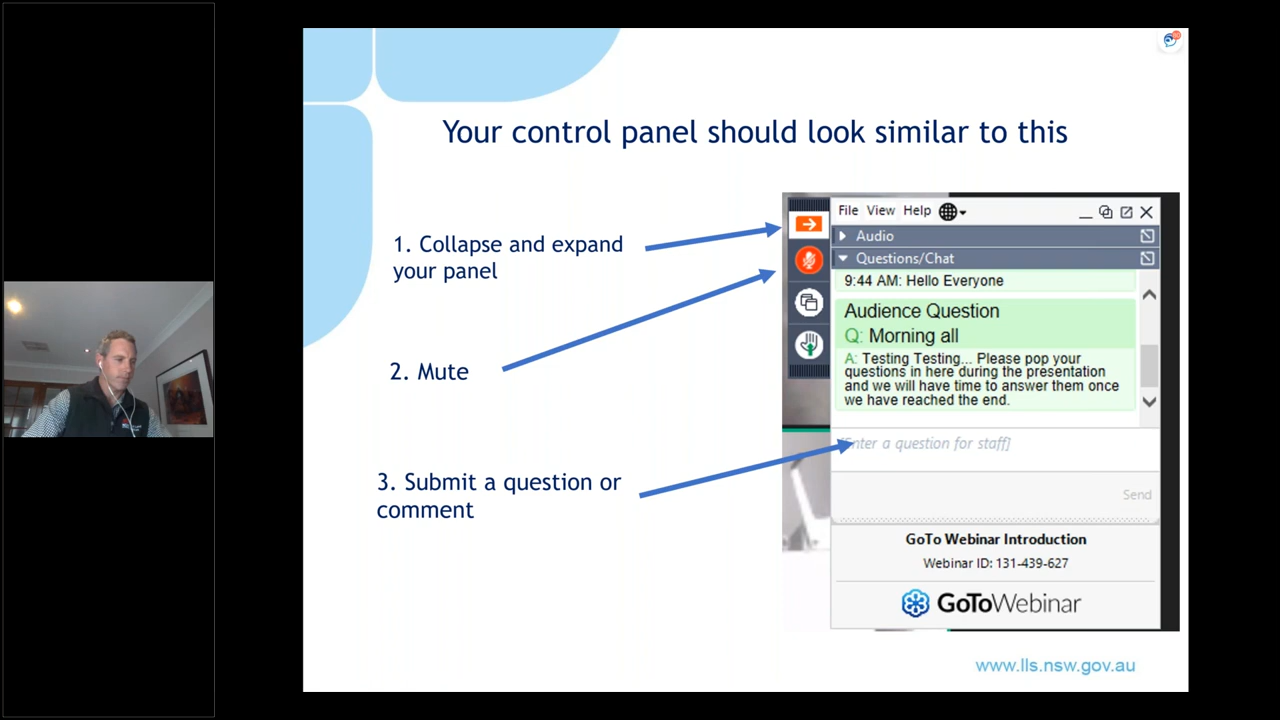 Your control panel should look similar to this
1. Collapse and expand
your panel
2. Mute
3. Submit a question or
comment
File View Help
Audio
Questions/Chat
9:44 AM: Hello Everyone
Audience Question
Q: Morning all
A: Testing Testing... Please pop your
questions in here during the presentation
and we will have time to answer them once
we have reached the end.
[Enter a question for staff]
Send
GoTo Webinar Introduction
Webinar ID: 131-439-627
GoToWebinar
www.lls.nsw.gov.au